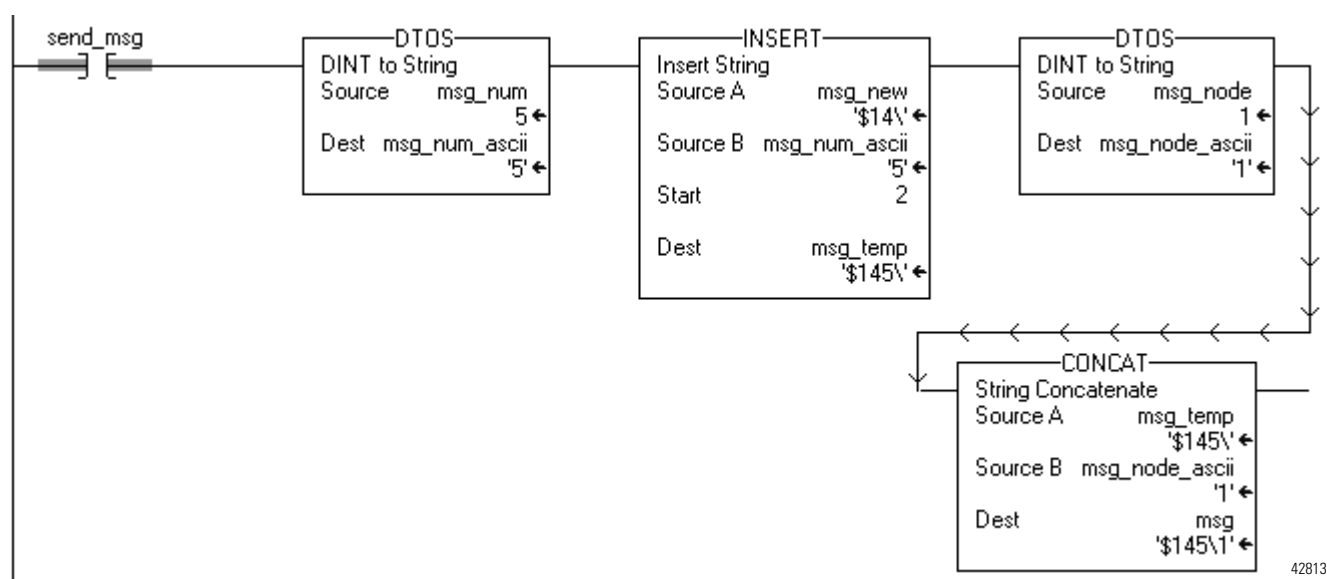 send_msg
DTOS
DINT to String
Source msg_num
5
Dest msg_num_ascii
'5'
INSERT
Insert String
Source A msg_new
'$14\'
Source B msg_num_ascii
'5'
Start 2
Dest msg_temp
'$145\'
DTOS
DINT to String
Source msg_node
1
Dest msg_node_ascii
'1'
CONCAT
String Concatenate
Source A msg_temp
'$145\'
Source B msg_node_ascii
'1'
Dest msg
'$145\1'
42813